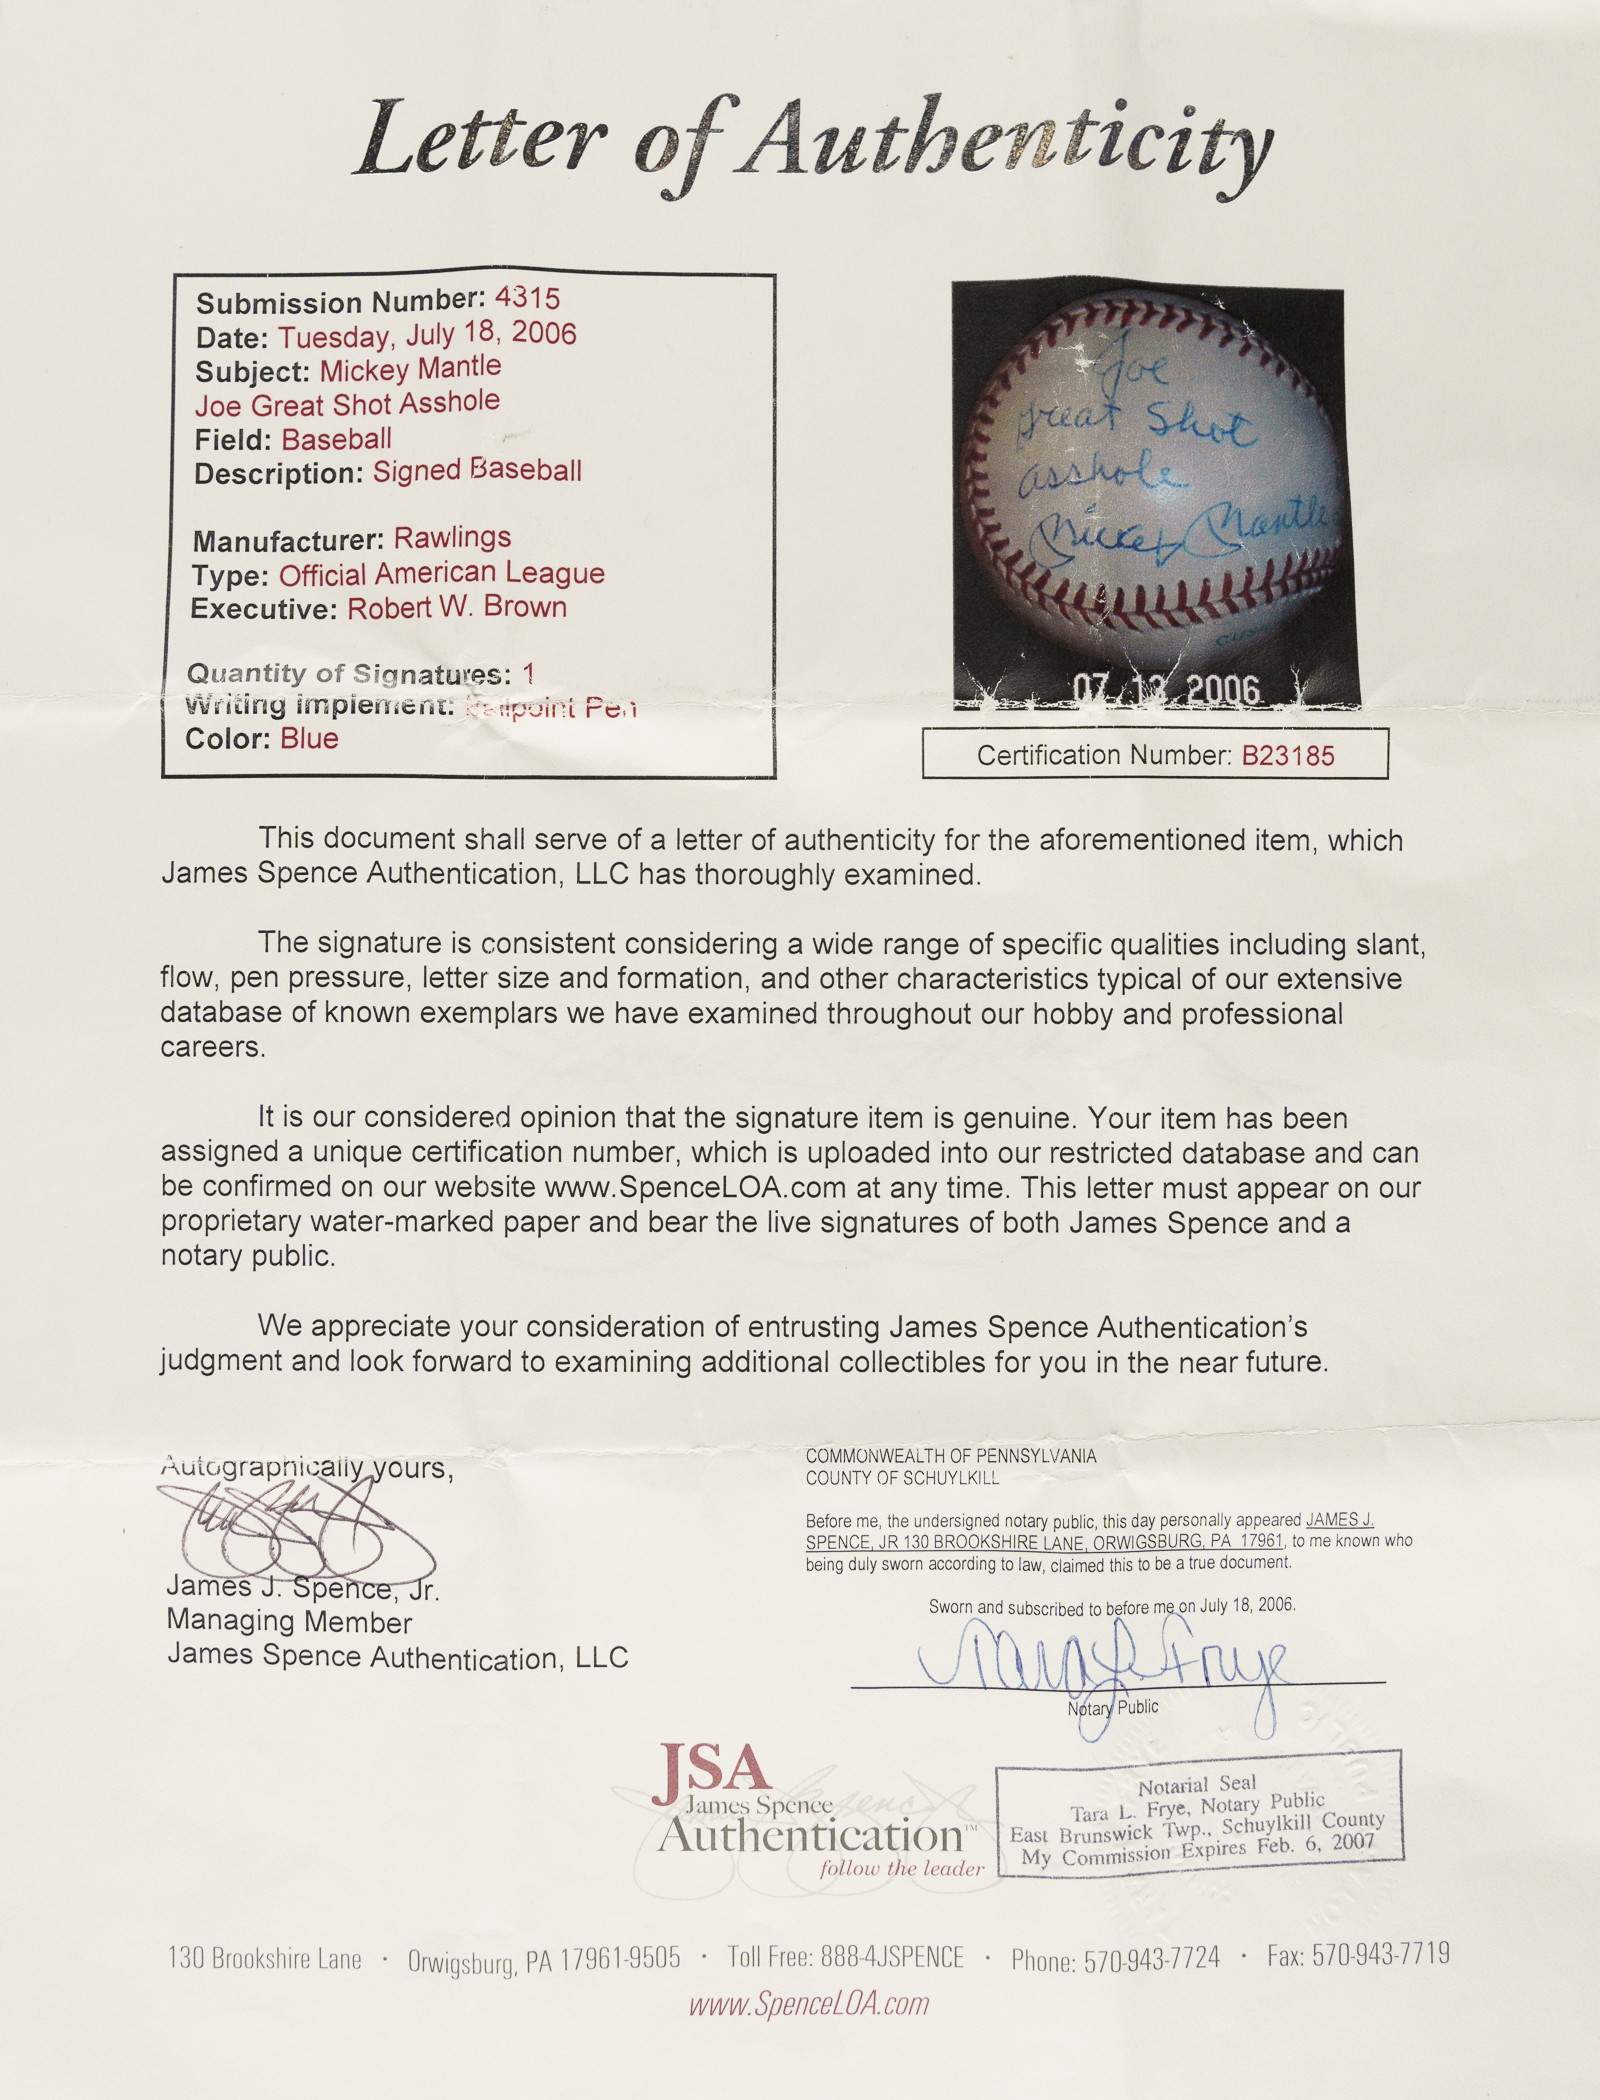 Letter of Authenticity
Submission Number: 4315
Date: Tuesday, July 18, 2006
Subject: Mickey Mantle
Joe Great Shot Asshole
Field: Baseball
Description: Signed Baseball
Manufacturer: Rawlings
Type: Official American League
Executive: Robert W. Brown
Quantity of Signatures: 1
Writing Implement: Ballpoint Pen
Color: Blue
Joe
great Shot
asshole
Mickey Mantle
07 13 2006
Certification Number: B23185
This document shall serve of a letter of authenticity for the aforementioned item, which
James Spence Authentication, LLC has thoroughly examined.
The signature is consistent considering a wide range of specific qualities including slant,
flow, pen pressure, letter size and formation, and other characteristics typical of our extensive
database of known exemplars we have examined throughout our hobby and professional
careers.
It is our considered opinion that the signature item is genuine. Your item has been
assigned a unique certification number, which is uploaded into our restricted database and can
be confirmed on our website www.SpenceLOA.com at any time. This letter must appear on our
proprietary water-marked paper and bear the live signatures of both James Spence and a
notary public.
We appreciate your consideration of entrusting James Spence Authentication's
judgment and look forward to examining additional collectibles for you in the near future.
Autographically yours,
James J. Spence, Jr.
Managing Member
James Spence Authentication, LLC
COMMONWEALTH OF PENNSYLVANIA
COUNTY OF SCHUYLKILL
Before me, the undersigned notary public, this day personally appeared JAMES J.
SPENCE, JR 130 BROOKSHIRE LANE, ORWIGSBURG, PA 17961, to me known who
being duly sworn according to law, claimed this to be a true document.
Sworn and subscribed to before me on July 18, 2006.
Tara L Frye
Notary Public
JSA
James Spence
Authentication™
follow the leader
Notarial Seal
Tara L. Frye, Notary Public
East Brunswick Twp., Schuylkill County
My Commission Expires Feb. 6, 2007
130 Brookshire Lane · Orwigsburg, PA 17961-9505 · Toll Free: 888-4JSPENCE · Phone: 570-943-7724 · Fax: 570-943-7719
www.SpenceLOA.com